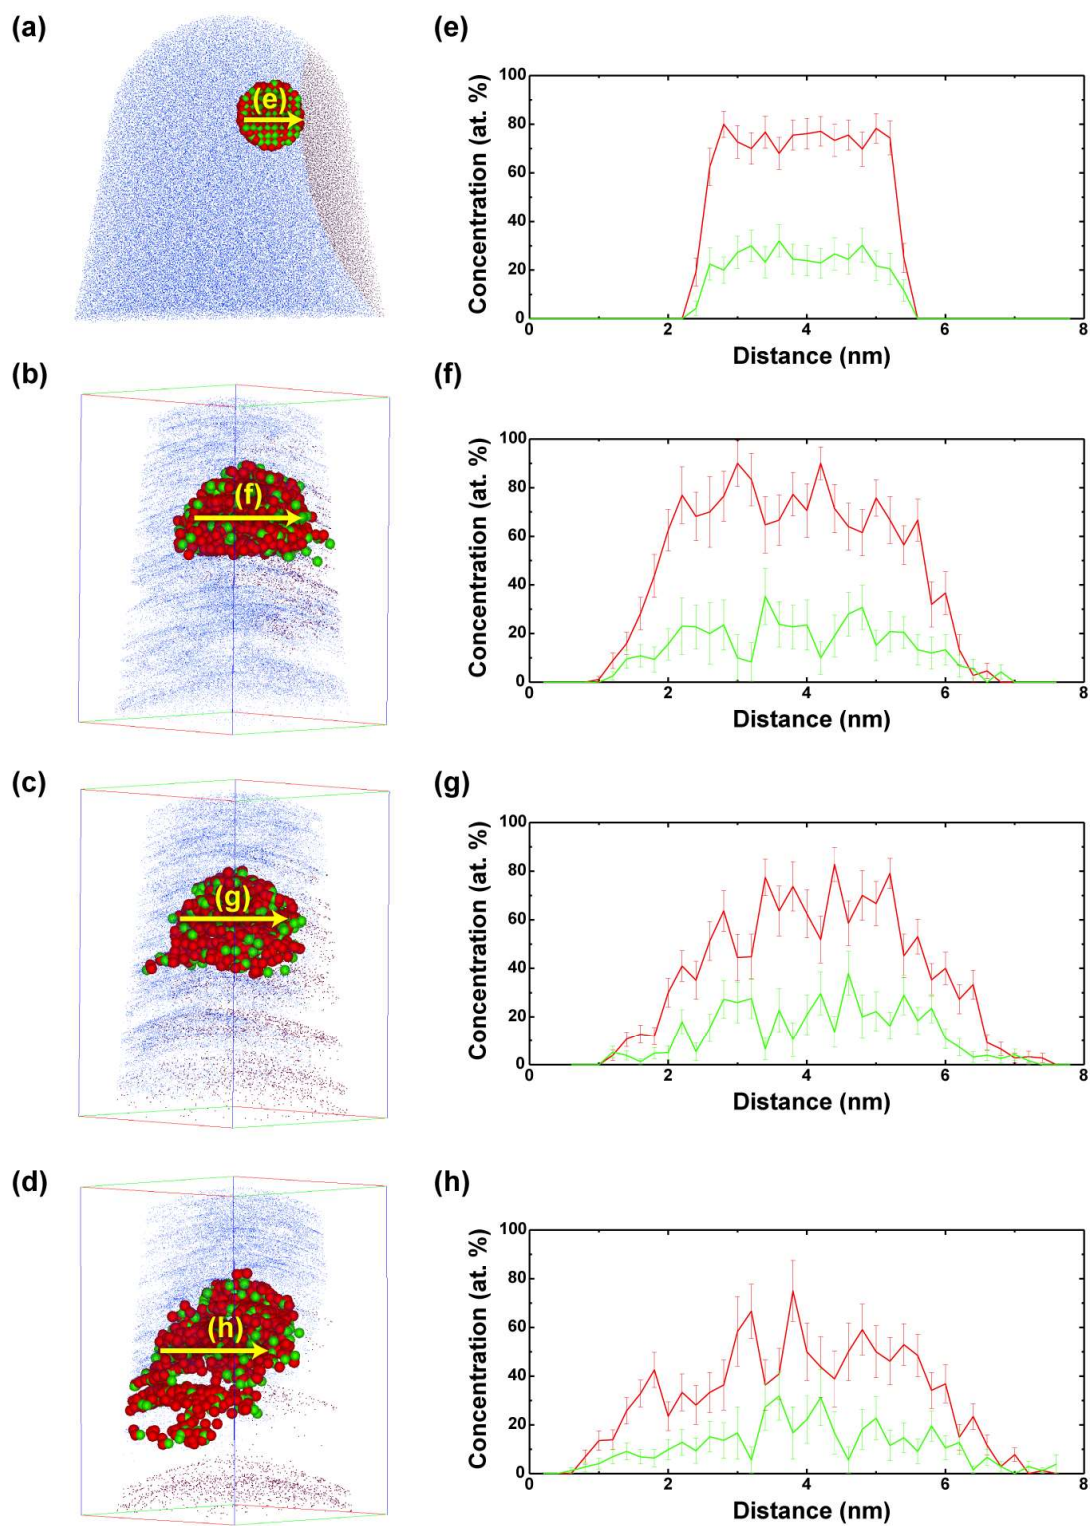 (a)
(e)
(e)
Concentration (at. %)
100
80
60
40
20
0
0 2 4 6 8
Distance (nm)
(b)
(f)
(f)
Concentration (at. %)
100
80
60
40
20
0
0 2 4 6 8
Distance (nm)
(c)
(g)
(g)
Concentration (at. %)
100
80
60
40
20
0
0 2 4 6 8
Distance (nm)
(d)
(h)
(h)
Concentration (at. %)
100
80
60
40
20
0
0 2 4 6 8
Distance (nm)